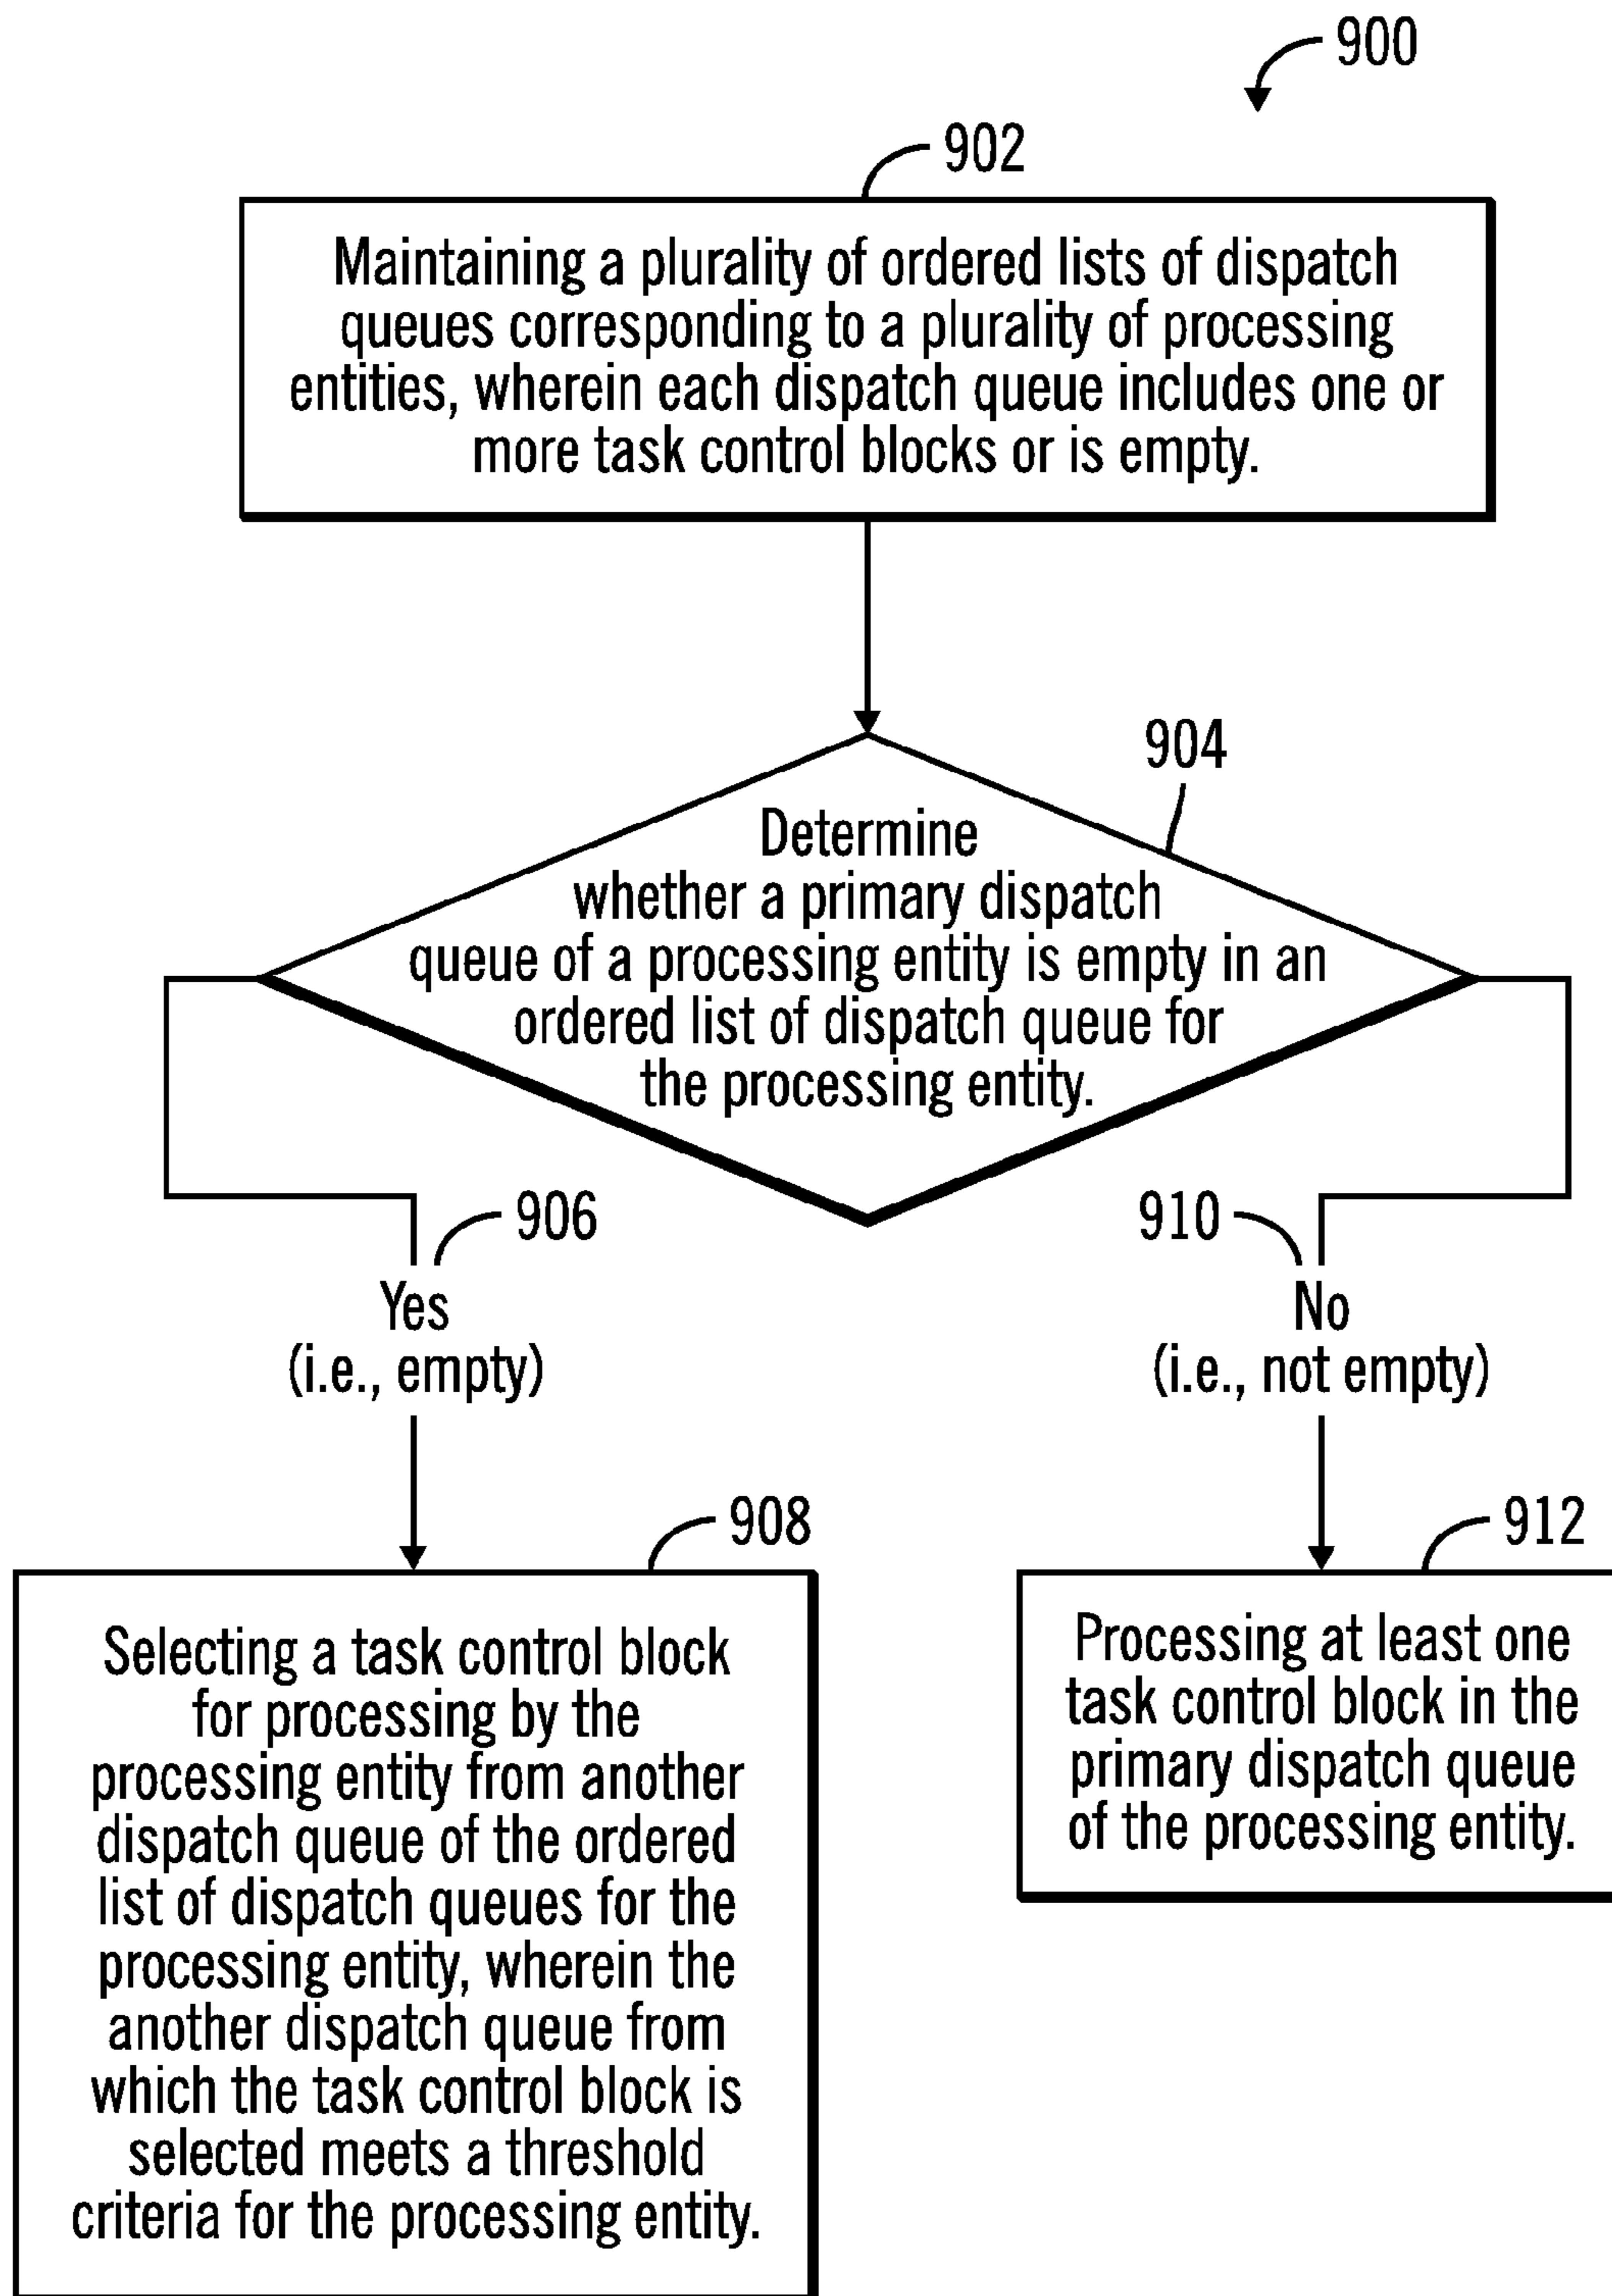 900
902
Maintaining a plurality of ordered lists of dispatch
queues corresponding to a plurality of processing
entities, wherein each dispatch queue includes one or
more task control blocks or is empty.
904
Determine
whether a primary dispatch
queue of a processing entity is empty in an
ordered list of dispatch queue for
the processing entity.
906
910
Yes
(i.e., empty)
No
(i.e., not empty)
908
912
Selecting a task control block
for processing by the
processing entity from another
dispatch queue of the ordered
list of dispatch queues for the
processing entity, wherein the
another dispatch queue from
which the task control block is
selected meets a threshold
criteria for the processing entity.
Processing at least one
task control block in the
primary dispatch queue
of the processing entity.